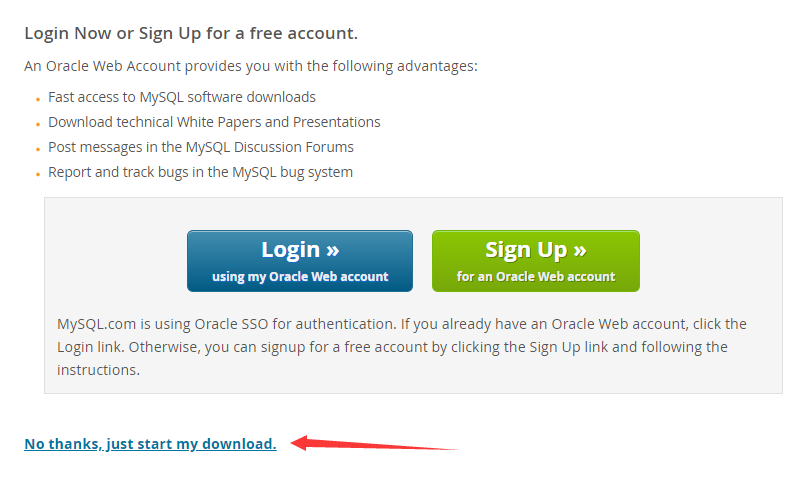 Login Now or Sign Up for a free account.
An Oracle Web Account provides you with the following advantages:
Fast access to MySQL software downloads
Download technical White Papers and Presentations
Post messages in the MySQL Discussion Forums
Report and track bugs in the MySQL bug system
Login »
using my Oracle Web account
Sign Up »
for an Oracle Web account
MySQL.com is using Oracle SSO for authentication. If you already have an Oracle Web account, click the
Login link. Otherwise, you can signup for a free account by clicking the Sign Up link and following the
instructions.
No thanks, just start my download.